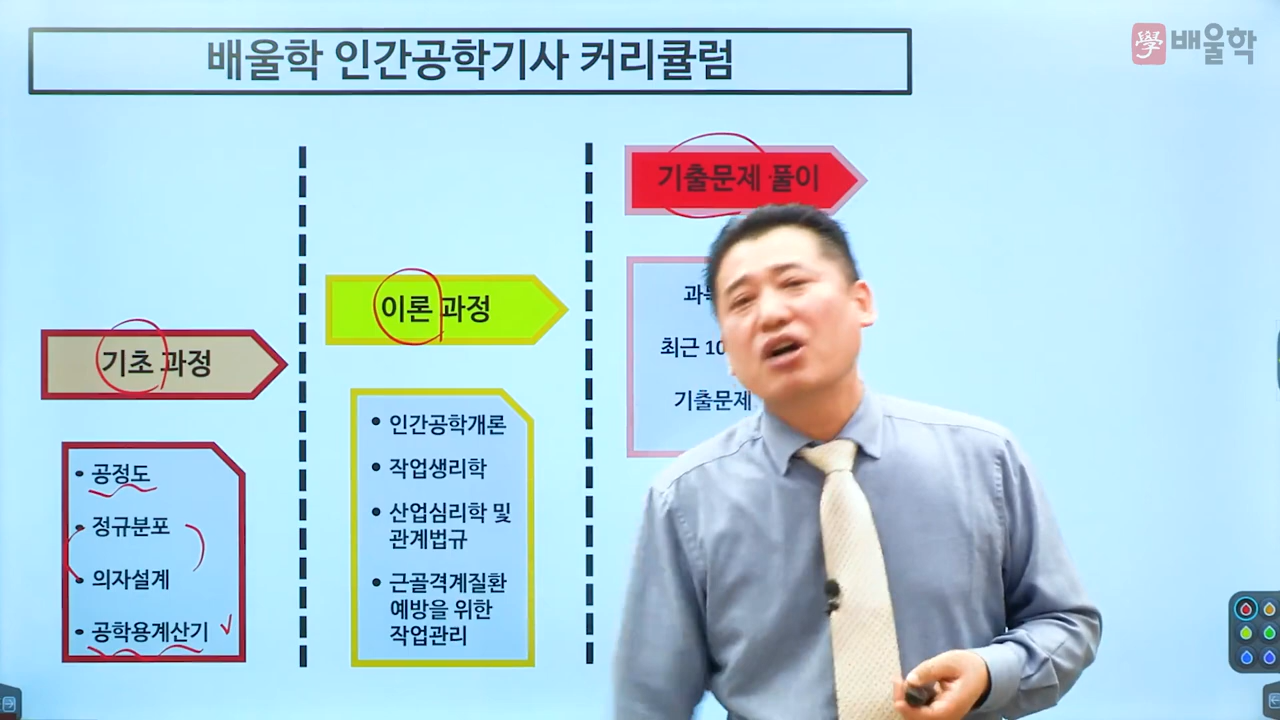 배울학 인간공학기사 커리큘럼
學 배울학
기초 과정
• 공정도
• 정규분포
• 의자설계
• 공학용계산기
이론 과정
• 인간공학개론
• 작업생리학
• 산업심리학 및
관계법규
• 근골격계질환
예방을 위한
작업관리
기출문제 풀이
최근 10
기출문제